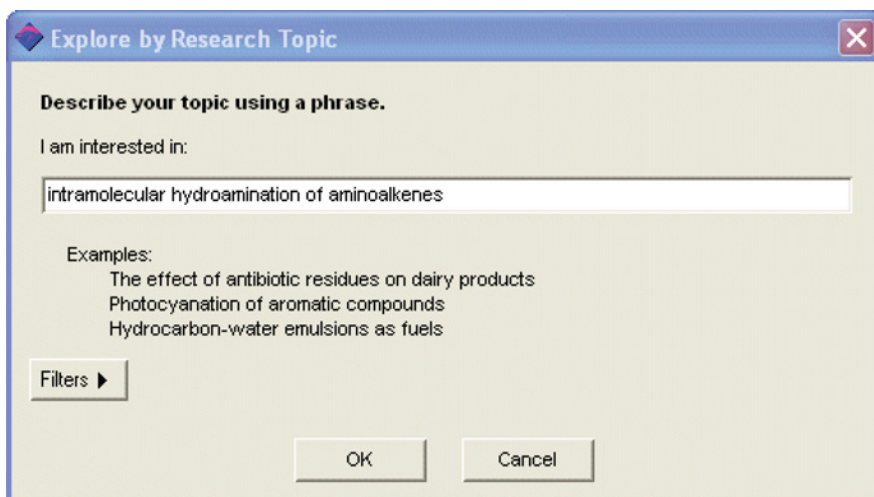 Explore by Research Topic
Describe your topic using a phrase.
I am interested in:
intramolecular hydroamination of aminoalkenes
Examples:
The effect of antibiotic residues on dairy products
Photocyanation of aromatic compounds
Hydrocarbon-water emulsions as fuels
Filters
OK Cancel